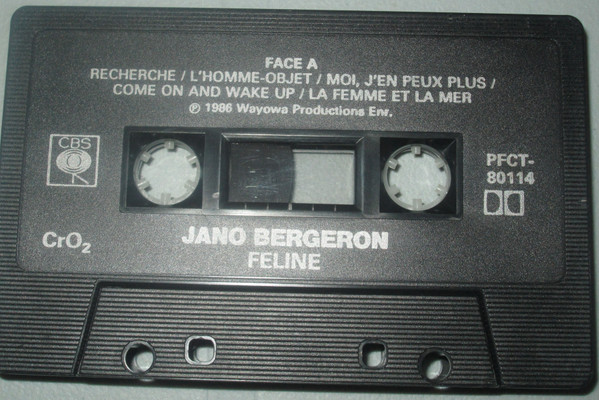 FACE A
RECHERCHE / L'HOMME-OBJET / MOI, J'EN PEUX PLUS /
COME ON AND WAKE UP / LA FEMME ET LA MER
℗ 1986 Wayowa Productions Enr.
CBS
PFCT-
80114
CrO₂
JANO BERGERON
FELINE